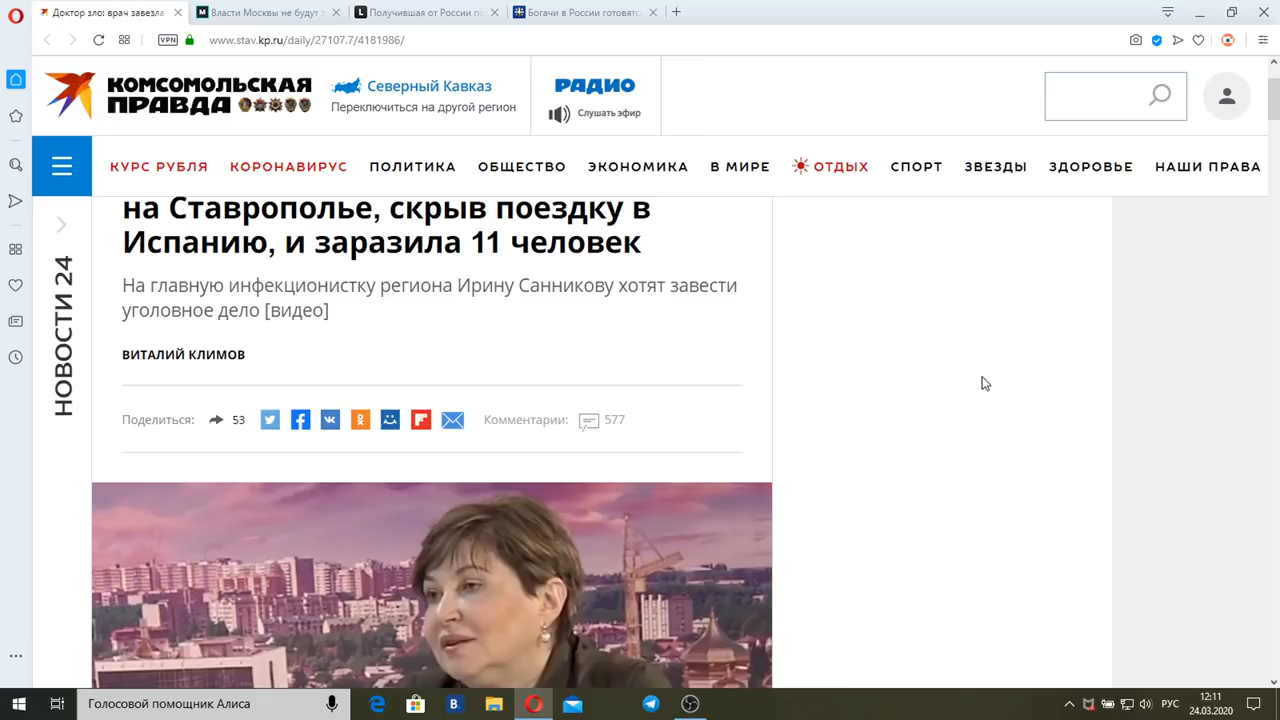 Доктор зло: врач завезла
Власти Москвы не будут з
Получившая от России по
Богачи в России готовятс
VPN
www.stav.kp.ru/daily/27107.7/4181986/
КОМСОМОЛЬСКАЯ
ПРАВДА
Северный Кавказ
Переключиться на другой регион
РАДИО
Слушать эфир
КУРС РУБЛЯ
КОРОНАВИРУС
ПОЛИТИКА
ОБЩЕСТВО
ЭКОНОМИКА
В МИРЕ
ОТДЫХ
СПОРТ
ЗВЕЗДЫ
ЗДОРОВЬЕ
НАШИ ПРАВА
НОВОСТИ 24
на Ставрополье, скрыв поездку в
Испанию, и заразила 11 человек
На главную инфекционистку региона Ирину Санникову хотят завести
уголовное дело [видео]
ВИТАЛИЙ КЛИМОВ
Поделиться: 53
Комментарии: 577
Голосовой помощник Алиса
РУС
12:11
24.03.2020